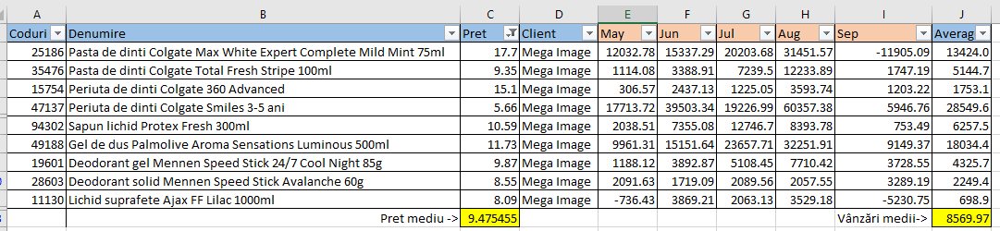 A B C D E F G H I J
Coduri Denumire Pret Client May Jun Jul Aug Sep Averag
25186 Pasta de dinti Colgate Max White Expert Complete Mild Mint 75ml 17.7 Mega Image 12032.78 15337.29 20203.68 31451.57 -11905.09 13424.0
35476 Pasta de dinti Colgate Total Fresh Stripe 100ml 9.35 Mega Image 1114.08 3388.91 7239.5 12233.89 1747.19 5144.7
15754 Periuta de dinti Colgate 360 Advanced 15.1 Mega Image 306.57 2437.13 1225.05 3593.74 1203.22 1753.1
47137 Periuta de dinti Colgate Smiles 3-5 ani 5.66 Mega Image 17713.72 39503.34 19226.99 60357.38 5946.76 28549.6
94302 Sapun lichid Protex Fresh 300ml 10.59 Mega Image 2038.51 7355.08 12746.7 8393.78 753.49 6257.5
49188 Gel de dus Palmolive Aroma Sensations Luminous 500ml 11.73 Mega Image 9961.31 15151.64 23657.71 32251.91 9149.37 18034.4
19601 Deodorant gel Mennen Speed Stick 24/7 Cool Night 85g 9.87 Mega Image 1188.12 3892.87 5108.45 7710.42 3728.55 4325.7
28603 Deodorant solid Mennen Speed Stick Avalanche 60g 8.55 Mega Image 2091.63 1719.09 2089.56 2057.55 3289.19 2249.4
11130 Lichid suprafete Ajax FF Lilac 1000ml 8.09 Mega Image -736.43 3869.21 2063.13 3529.18 -5230.75 698.9
Pret mediu -> 9.475455 Vânzări medii-> 8569.97